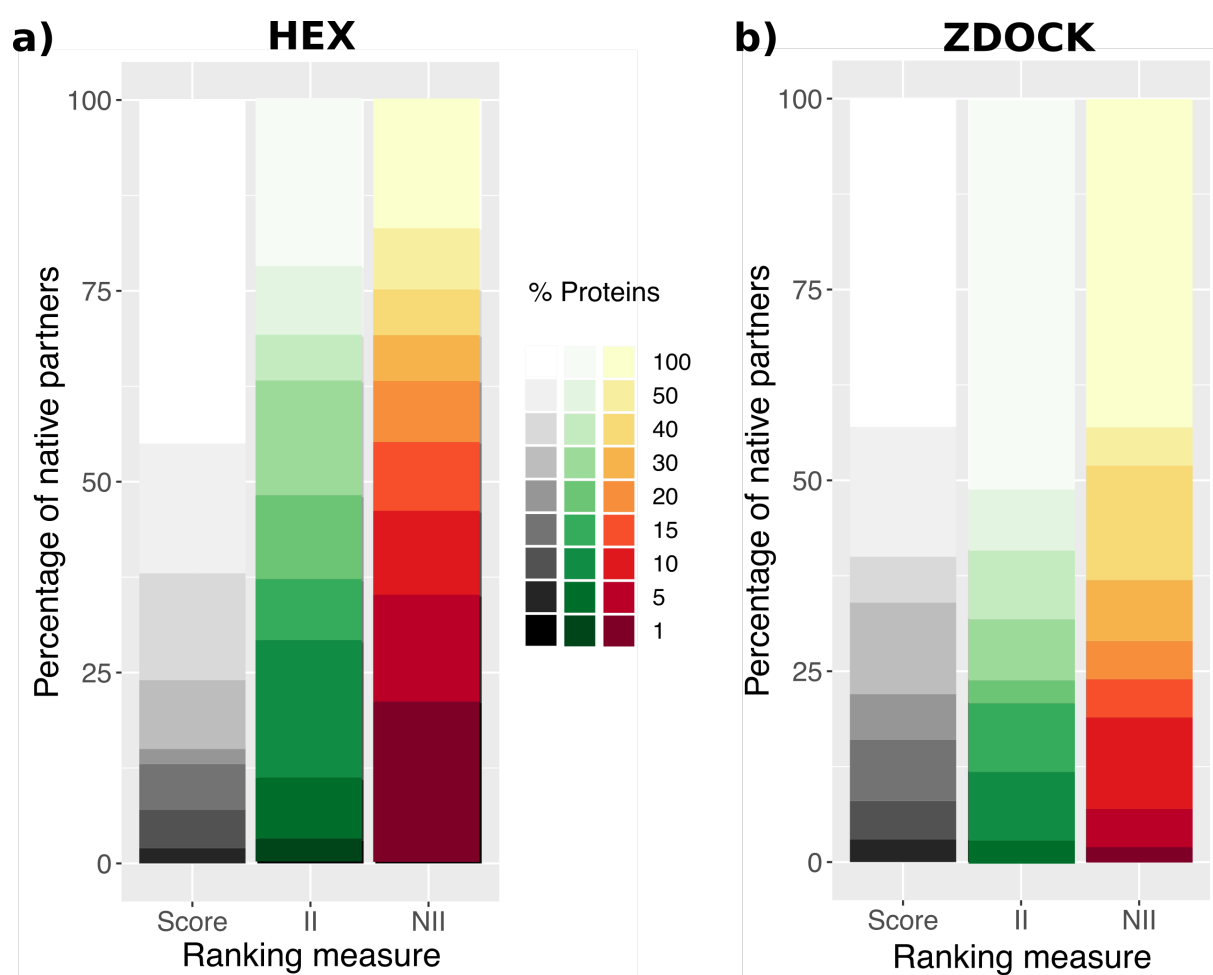 a)
HEX
Percentage of native partners
100
75
50
25
0
Score II NII
Ranking measure
% Proteins
100
50
40
30
20
15
10
5
1
b)
ZDOCK
Percentage of native partners
100
75
50
25
0
Score II NII
Ranking measure